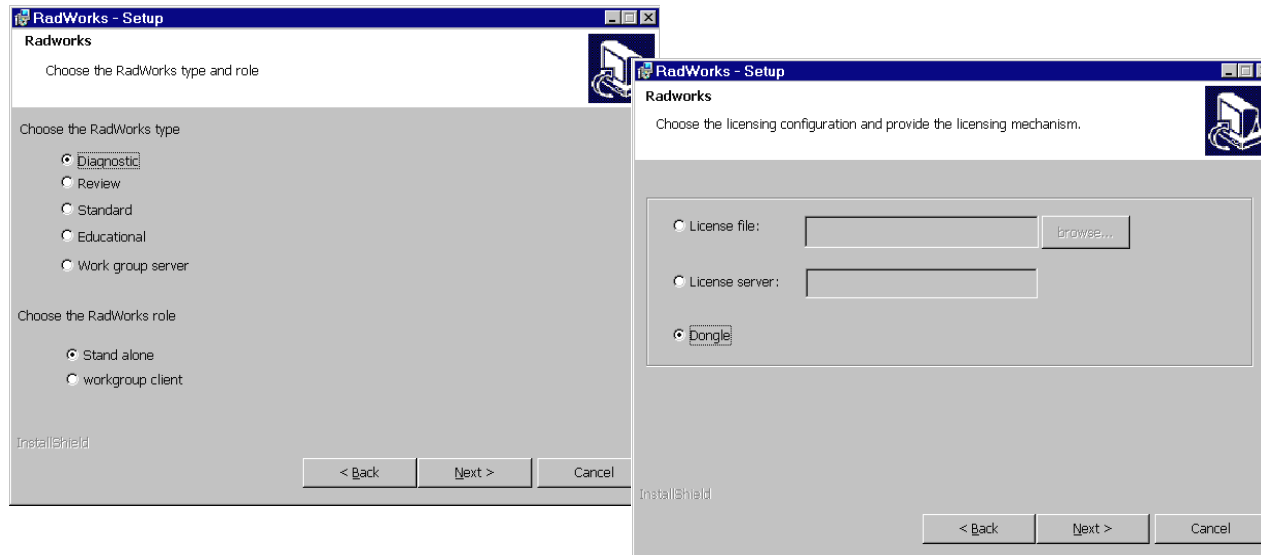 RadWorks - Setup
Radworks
Choose the RadWorks type and role
Choose the RadWorks type
Diagnostic
Review
Standard
Educational
Work group server
Choose the RadWorks role
Stand alone
workgroup client
InstallShield
< Back
Next >
Cancel
RadWorks - Setup
Radworks
Choose the licensing configuration and provide the licensing mechanism.
License file:
browse...
License server:
Dongle
InstallShield
< Back
Next >
Cancel